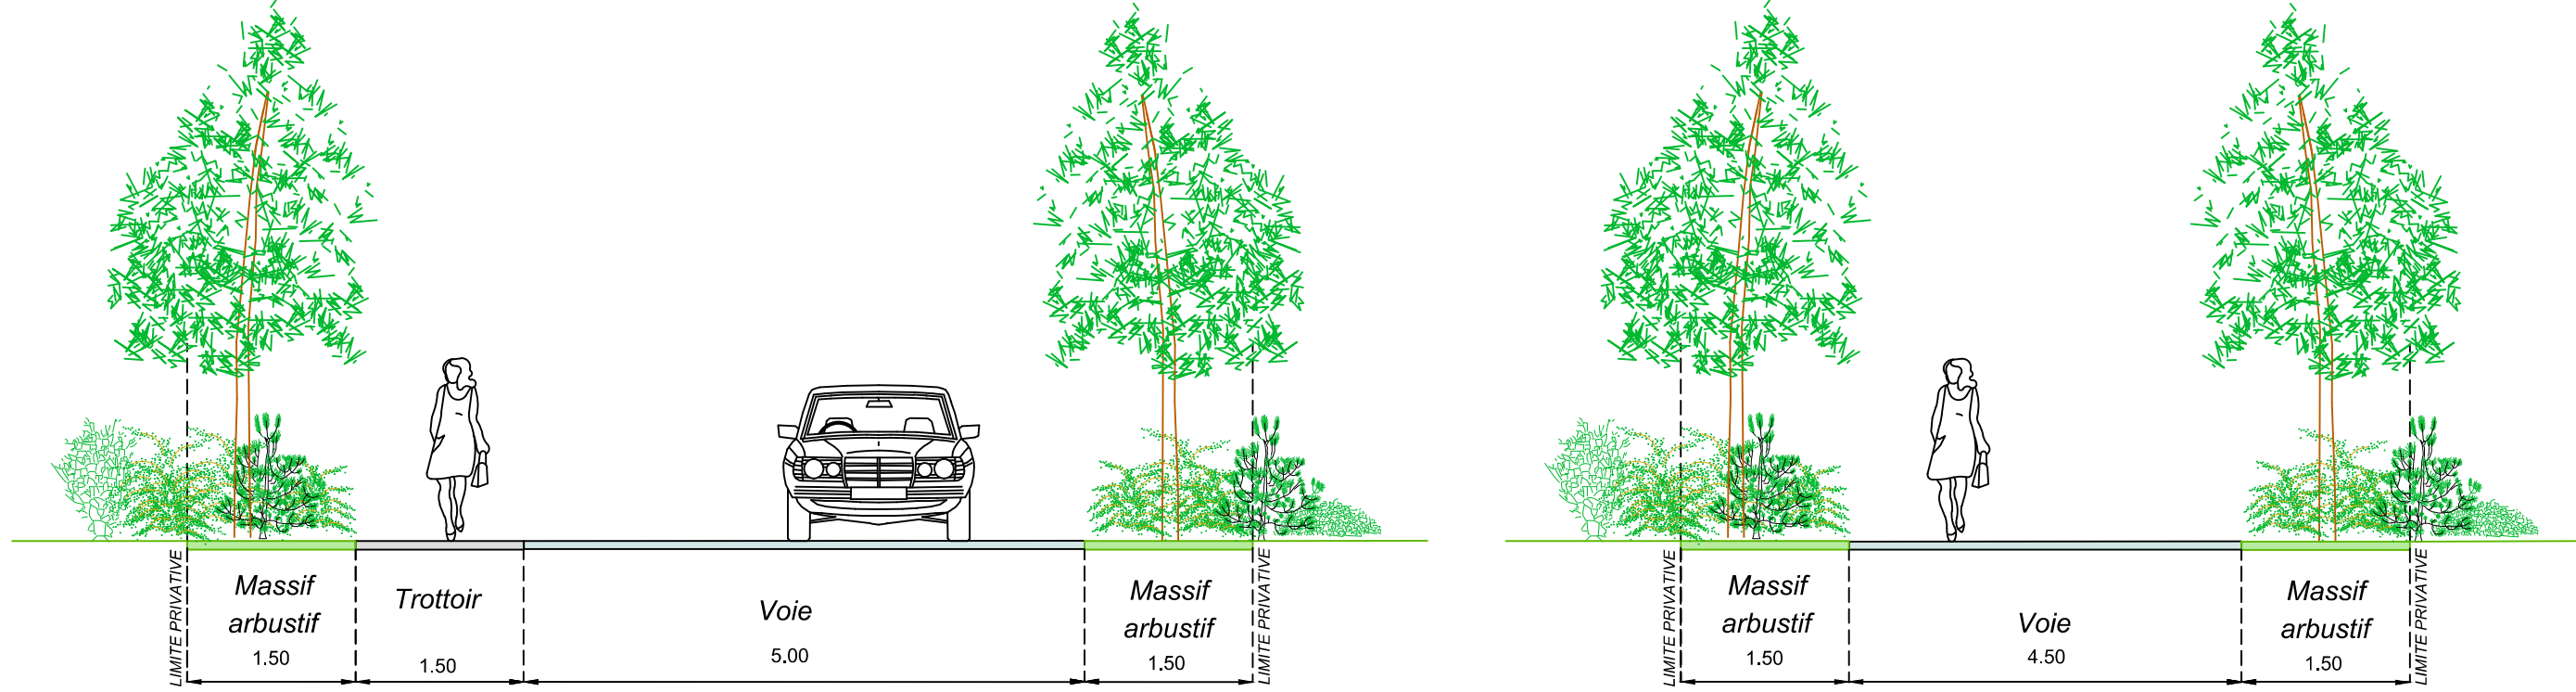 LIMITE PRIVATIVE
Massif
arbustif
1.50
Trottoir
1.50
Voie
5.00
Massif
arbustif
1.50
LIMITE PRIVATIVE
LIMITE PRIVATIVE
Massif
arbustif
1.50
Voie
4.50
Massif
arbustif
1.50
LIMITE PRIVATIVE